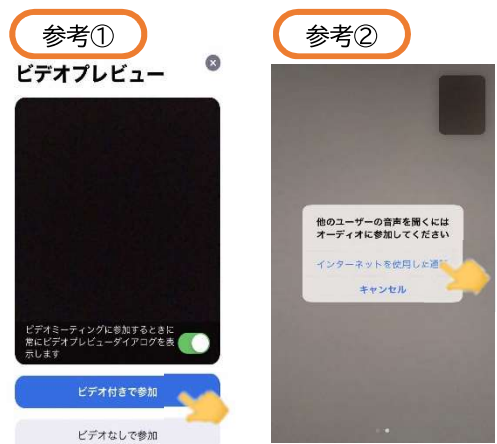 参考①
ビデオプレビュー
ビデオミーティングに参加するときに
常にビデオプレビューダイアログを表
示します
ビデオ付きで参加
ビデオなしで参加
参考②
他のユーザーの音声を聞くには
オーディオに参加してください
インターネットを使用した通
キャンセル